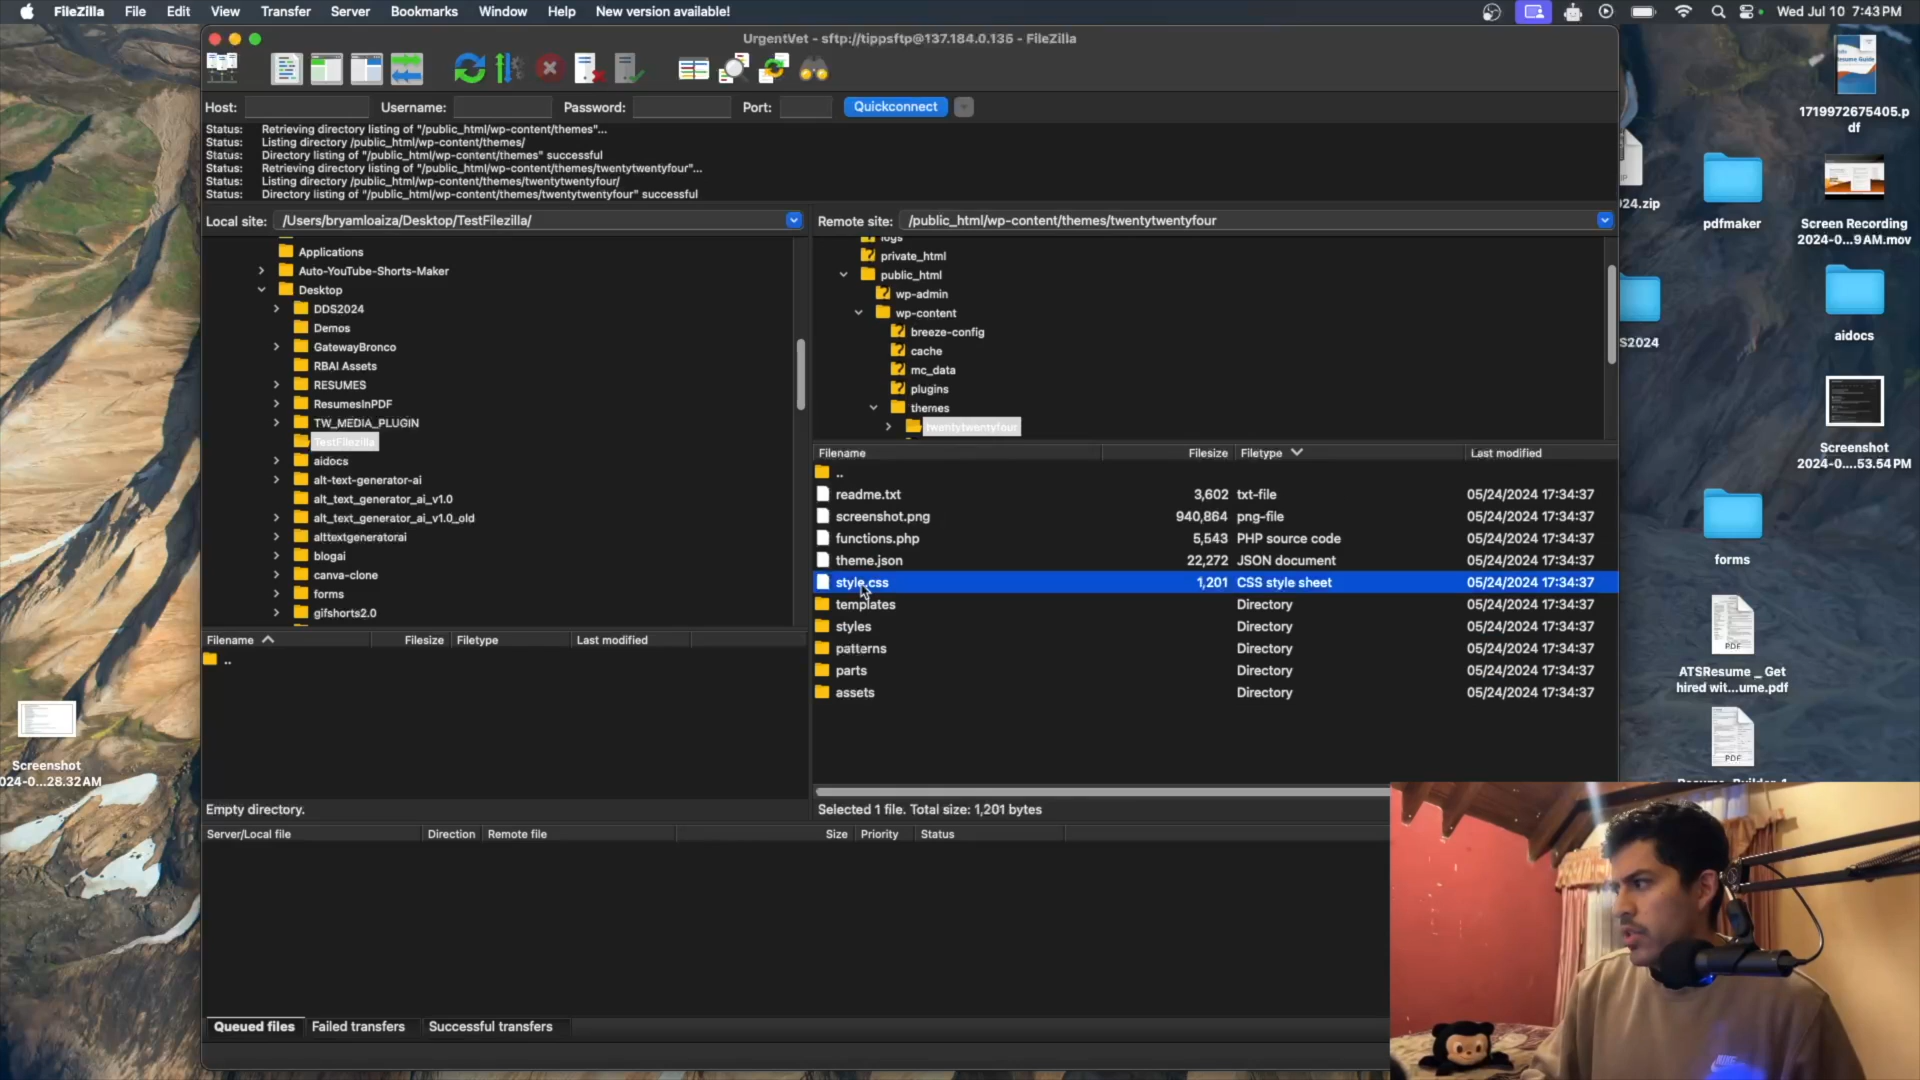 FileZilla File Edit View Transfer Server Bookmarks Window Help New version available! Wed Jul 10 7:43 PM
UrgentVet - sftp://tippsftp@137.184.0.135 - FileZilla
Host: Username: Password: Port: Quickconnect
Status: Retrieving directory listing of "/public_html/wp-content/themes"...
Status: Listing directory /public_html/wp-content/themes/
Status: Directory listing of "/public_html/wp-content/themes" successful
Status: Retrieving directory listing of "/public_html/wp-content/themes/twentytwentyfour"...
Status: Listing directory /public_html/wp-content/themes/twentytwentyfour/
Status: Directory listing of "/public_html/wp-content/themes/twentytwentyfour" successful
Local site: /Users/bryamloaiza/Desktop/TestFilezilla/
Applications
Auto-YouTube-Shorts-Maker
Desktop
DDS2024
Demos
GatewayBronco
RBAI Assets
RESUMES
ResumesInPDF
TW_MEDIA_PLUGIN
TestFilezilla
aidocs
alt-text-generator-ai
alt_text_generator_ai_v1.0
alt_text_generator_ai_v1.0_old
alttextgeneratorai
blogai
canva-clone
forms
gifshorts2.0
Filename Filesize Filetype Last modified
..
Empty directory.
Remote site: /public_html/wp-content/themes/twentytwentyfour
logs
private_html
public_html
wp-admin
wp-content
breeze-config
cache
mc_data
plugins
themes
twentytwentyfour
Filename Filesize Filetype Last modified
..
readme.txt 3,602 txt-file 05/24/2024 17:34:37
screenshot.png 940,864 png-file 05/24/2024 17:34:37
functions.php 5,543 PHP source code 05/24/2024 17:34:37
theme.json 22,272 JSON document 05/24/2024 17:34:37
style.css 1,201 CSS style sheet 05/24/2024 17:34:37
templates Directory 05/24/2024 17:34:37
styles Directory 05/24/2024 17:34:37
patterns Directory 05/24/2024 17:34:37
parts Directory 05/24/2024 17:34:37
assets Directory 05/24/2024 17:34:37
Selected 1 file. Total size: 1,201 bytes
Server/Local file Direction Remote file Size Priority Status
Queued files Failed transfers Successful transfers
Screenshot
024-0...28.32AM
Resume Guide
1719972675405.p
df
24.zip
pdfmaker
Screen Recording
2024-0...9AM.mov
S2024
aidocs
Screenshot
2024-0....53.54PM
forms
PDF
ATSResume _ Get
hired wit...ume.pdf
PDF